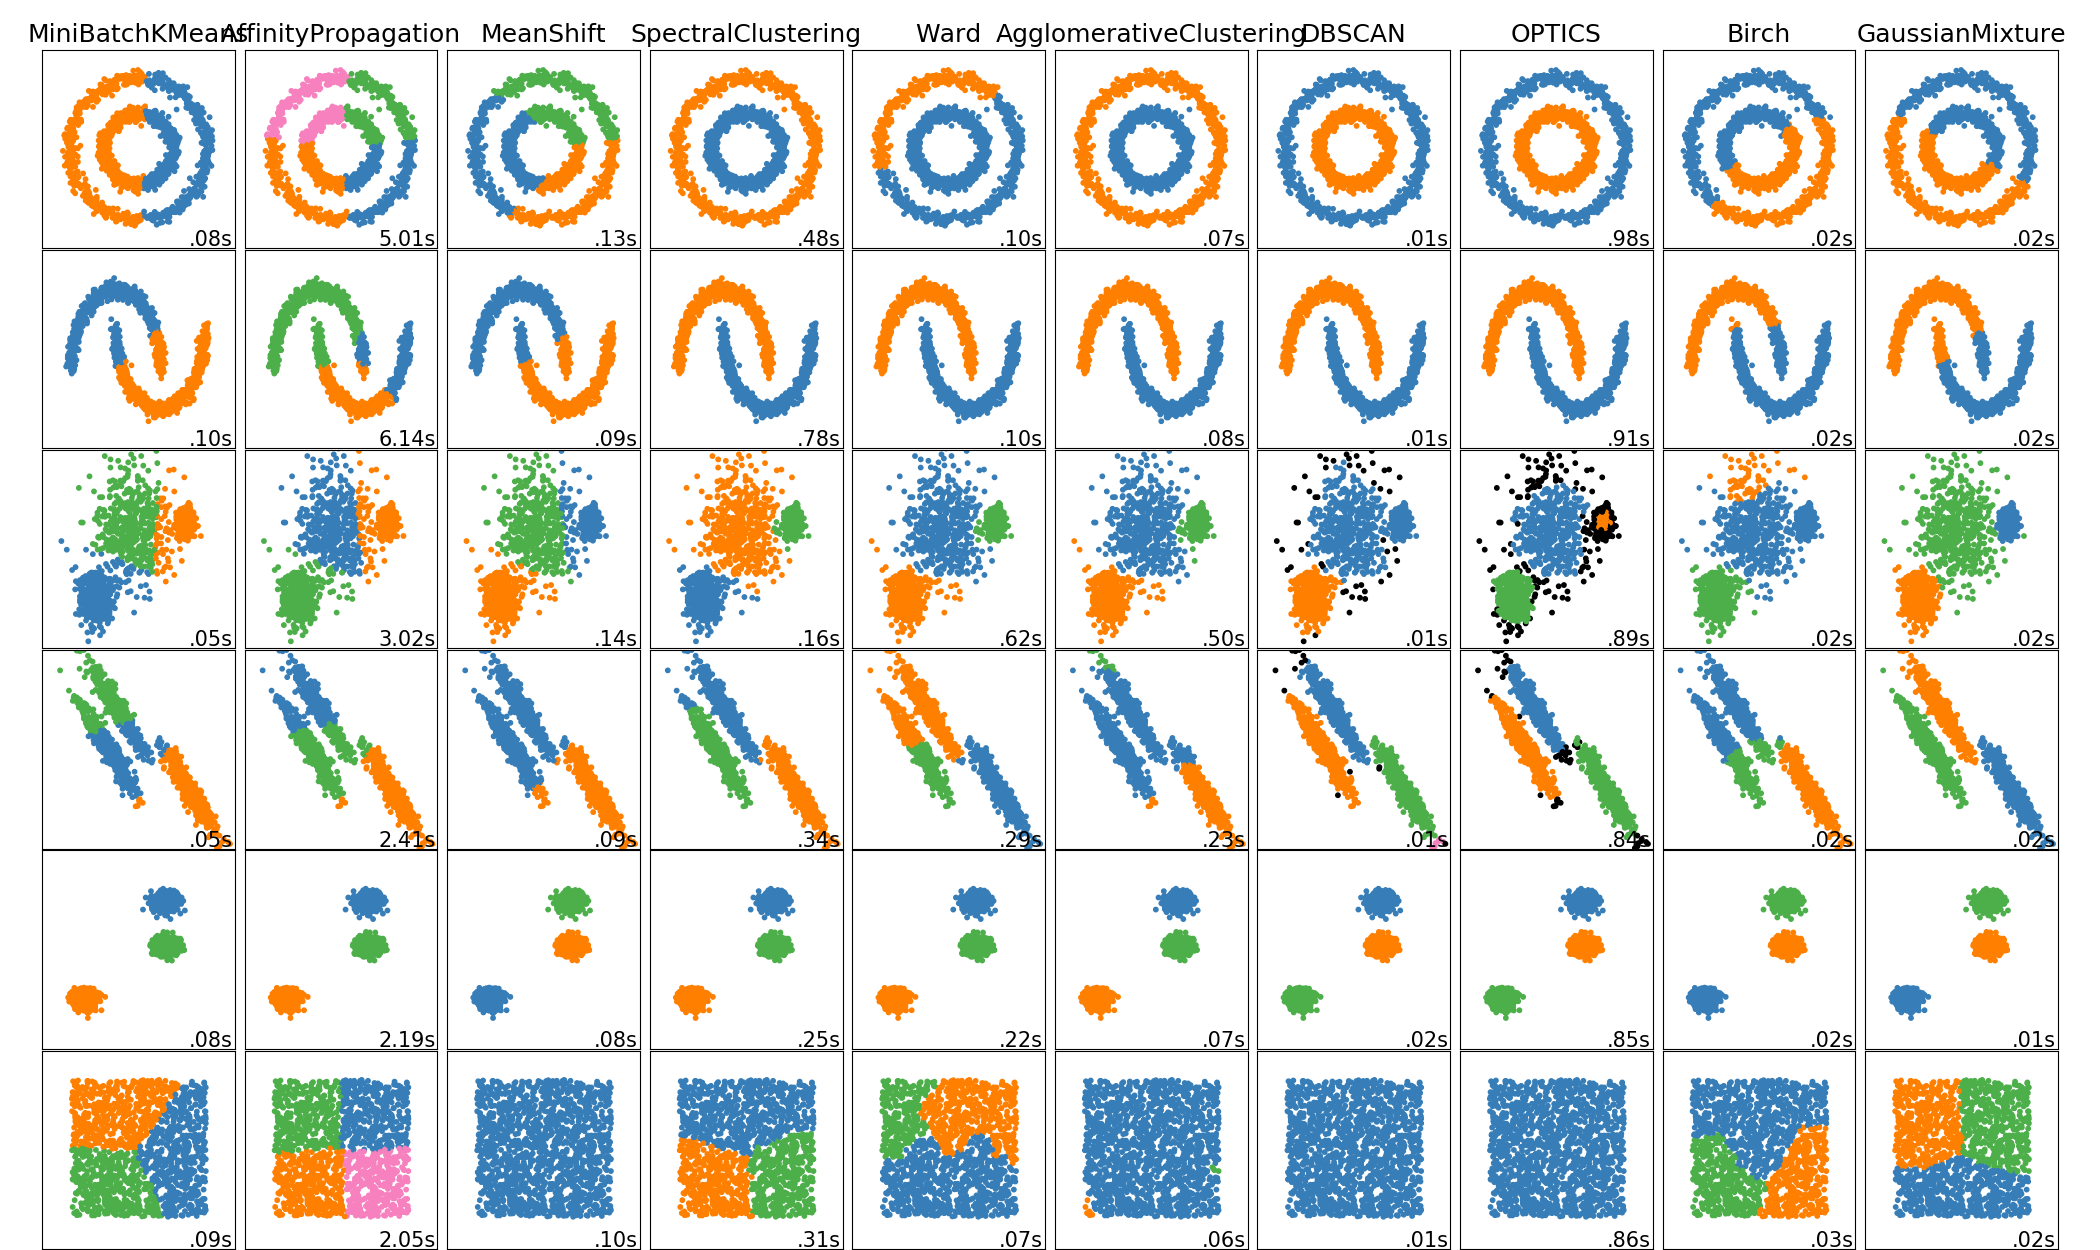 MiniBatchKMeans AffinityPropagation MeanShift SpectralClustering Ward AgglomerativeClustering DBSCAN OPTICS Birch GaussianMixture
.08s 5.01s .13s .48s .10s .07s .01s .98s .02s .02s
.10s 6.14s .09s .78s .10s .08s .01s .91s .02s .02s
.05s 3.02s .14s .16s .62s .50s .01s .89s .02s .02s
.05s 2.41s .09s .34s .29s .23s .01s .84s .02s .02s
.08s 2.19s .08s .25s .22s .07s .02s .85s .02s .01s
.09s 2.05s .10s .31s .07s .06s .01s .86s .03s .02s